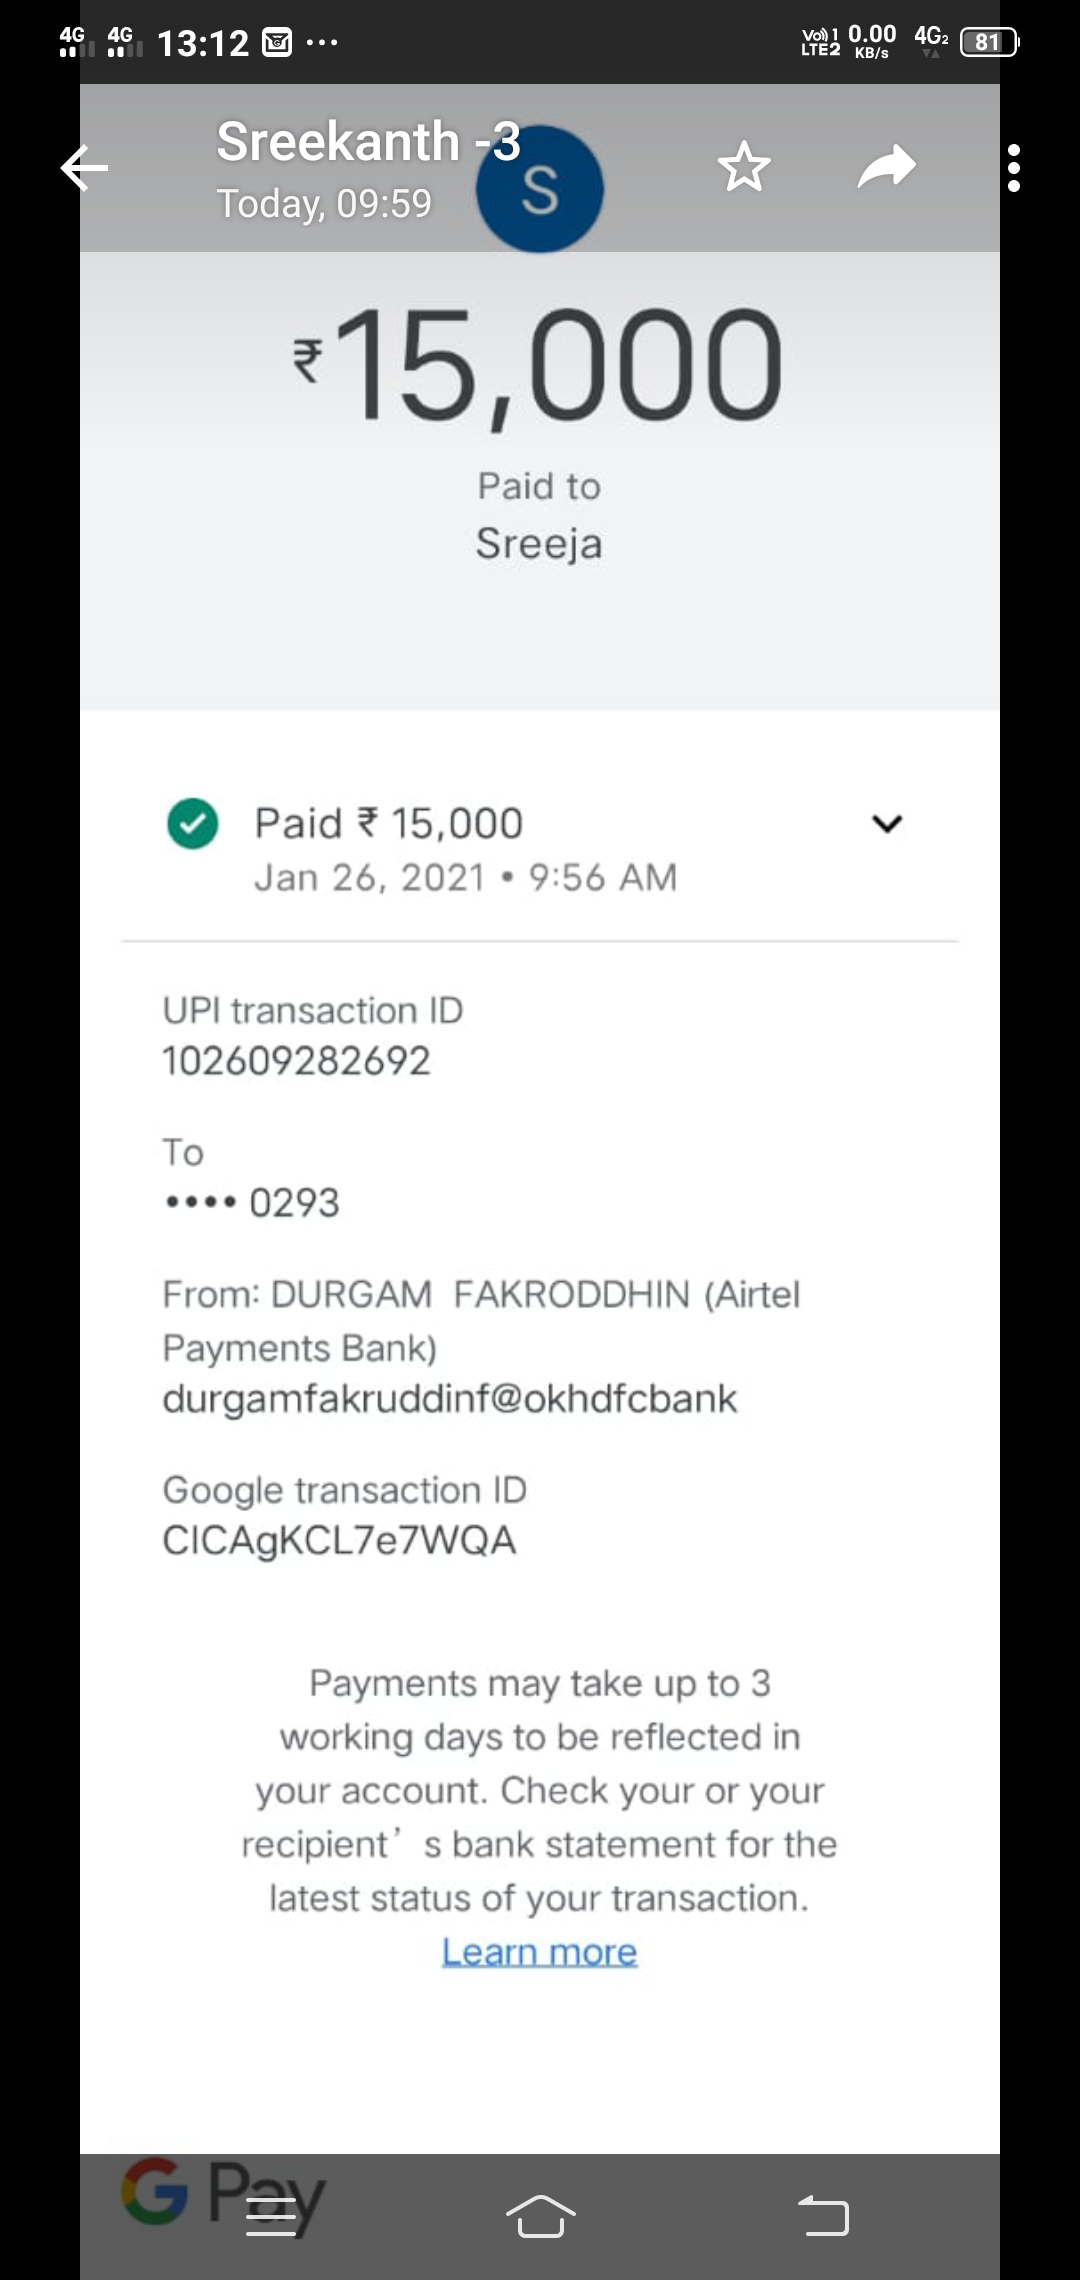 4G 4G 13:12 ... Vo)) 1 LTE2 0.00 KB/s 4G2 81
Sreekanth -3
Today, 09:59
S
₹15,000
Paid to
Sreeja
Paid ₹ 15,000
Jan 26, 2021 • 9:56 AM
UPI transaction ID
102609282692
To
•••• 0293
From: DURGAM FAKRODDHIN (Airtel
Payments Bank)
durgamfakruddinf@okhdfcbank
Google transaction ID
CICAgKCL7e7WQA
Payments may take up to 3
working days to be reflected in
your account. Check your or your
recipient’ s bank statement for the
latest status of your transaction.
Learn more
G Pay